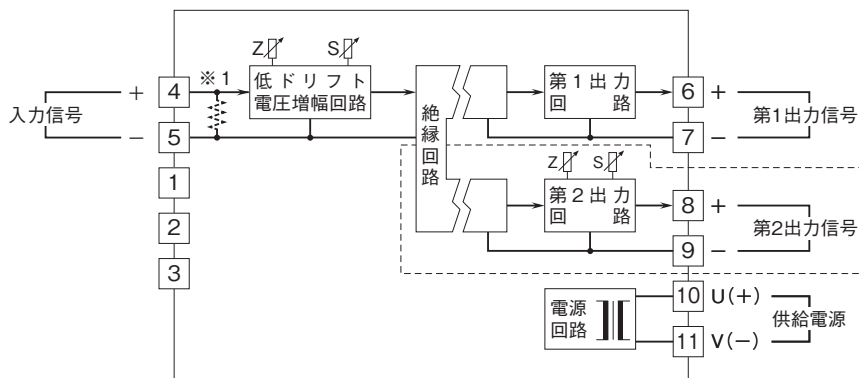 Z S
※1
低ドリフト
電圧増幅回路
絶縁回路
第1出力
回路
Z S
第2出力
回路
電源
回路
入力信号
+ 4
− 5
1
2
3
6 +
7 −
第1出力信号
8 +
9 −
第2出力信号
10 U(+)
11 V(−)
供給電源